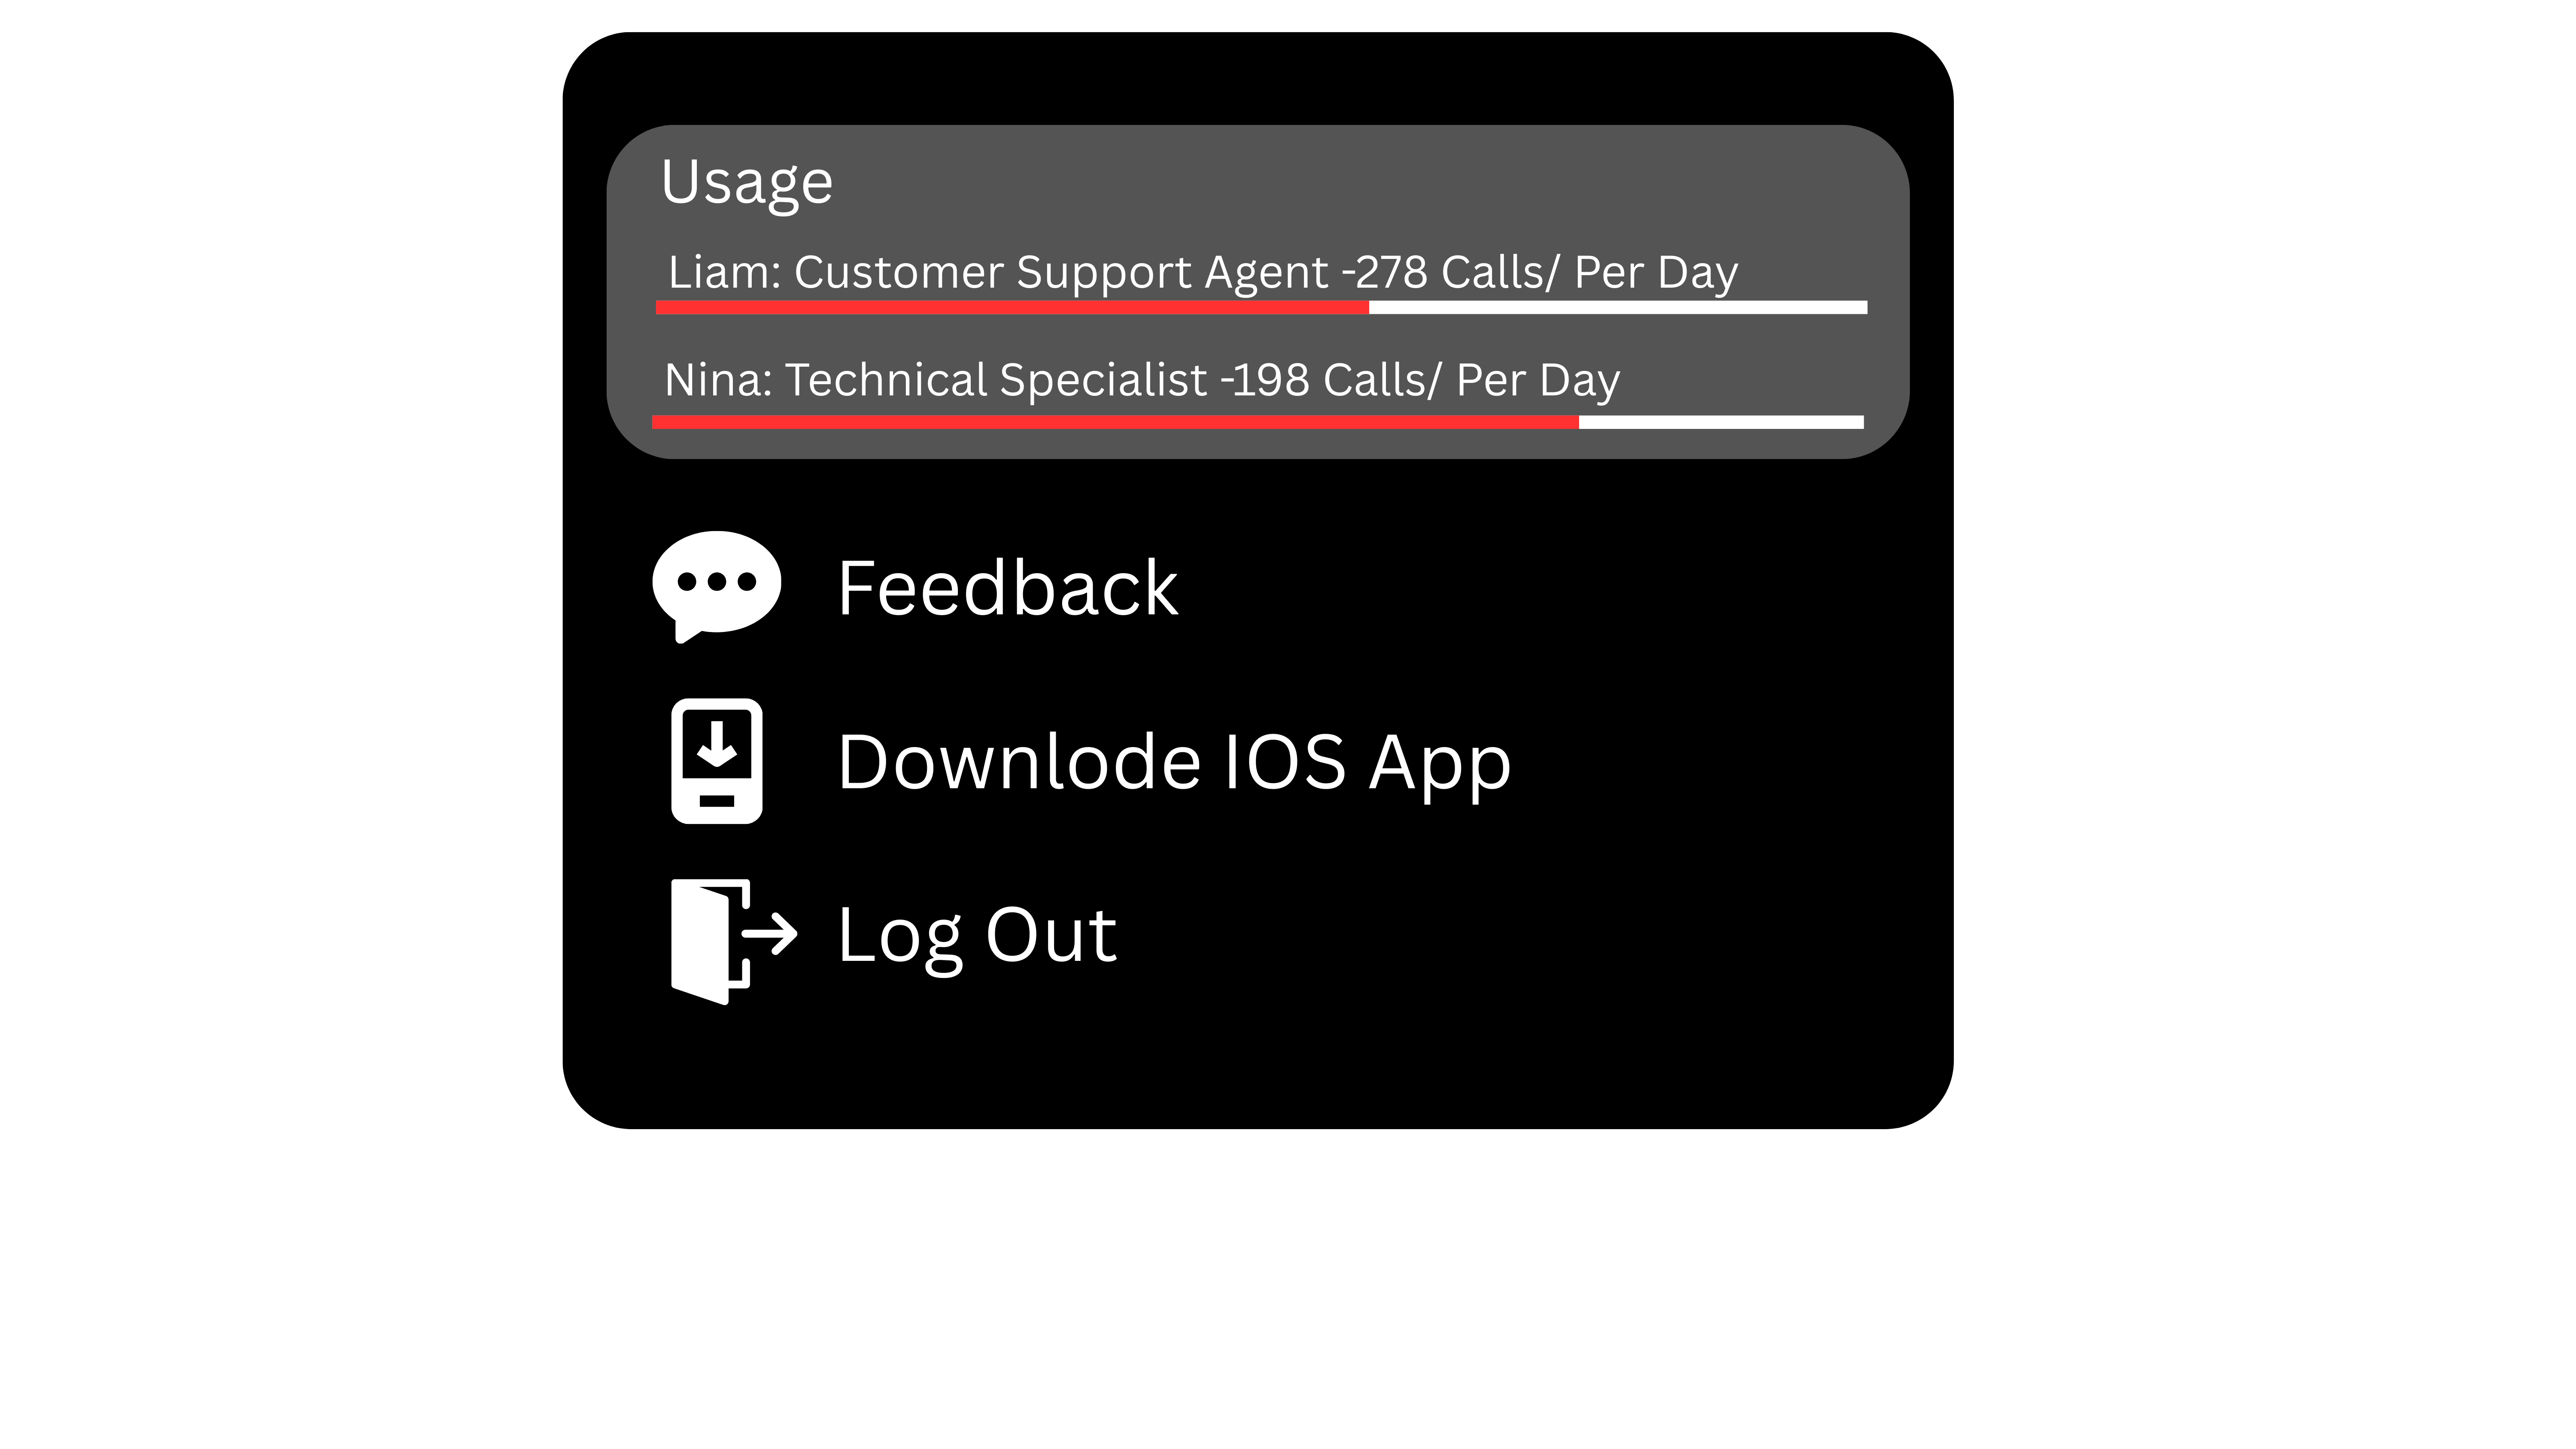 Usage
Liam: Customer Support Agent -278 Calls/ Per Day
Nina: Technical Specialist -198 Calls/ Per Day
Feedback
Downlode IOS App
Log Out